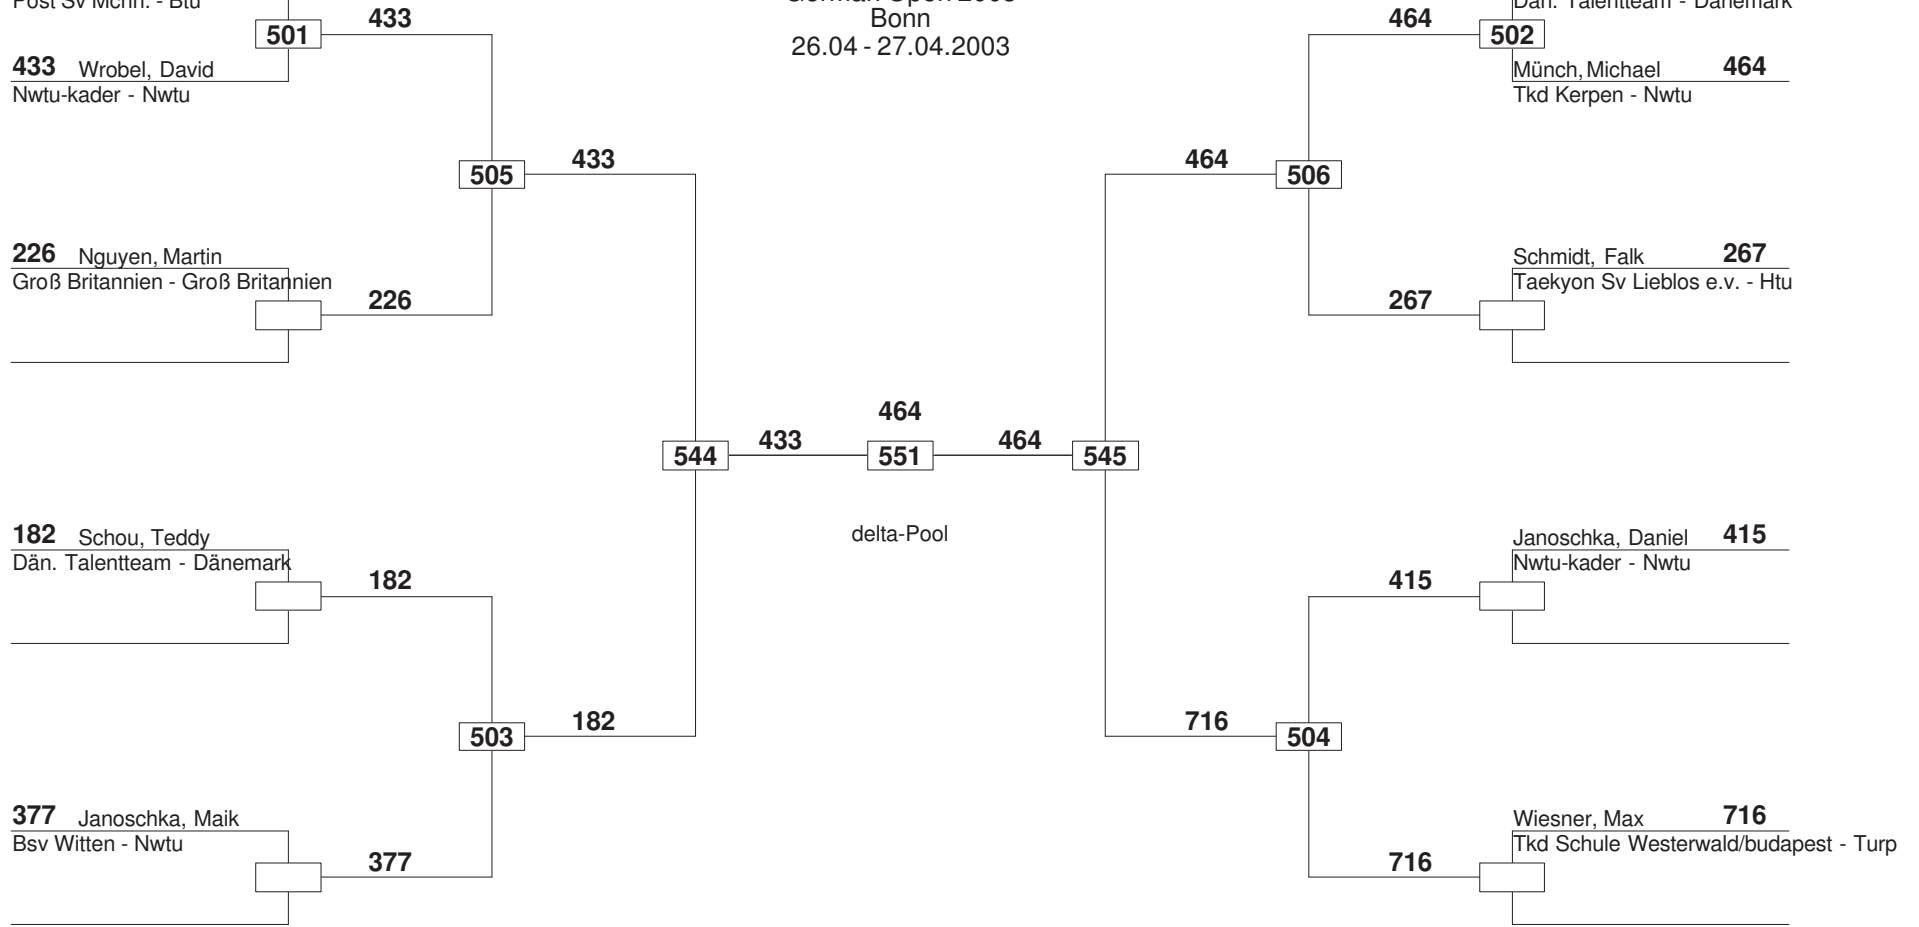 Post Sv Mchn. - Btu
501
433
433 Wrobel, David
Nwtu-kader - Nwtu
505
433
226 Nguyen, Martin
Groß Britannien - Groß Britannien
226
544
433
182 Schou, Teddy
Dän. Talentteam - Dänemark
182
503
182
377 Janoschka, Maik
Bsv Witten - Nwtu
377
German Open 2003
Bonn
26.04 - 27.04.2003
464
551
delta-Pool
464
545
Dän. Talentteam - Dänemark
464
502
Münch, Michael 464
Tkd Kerpen - Nwtu
464
506
Schmidt, Falk 267
Taekyon Sv Lieblos e.v. - Htu
267
Janoschka, Daniel 415
Nwtu-kader - Nwtu
415
716
504
Wiesner, Max 716
Tkd Schule Westerwald/budapest - Turp
716